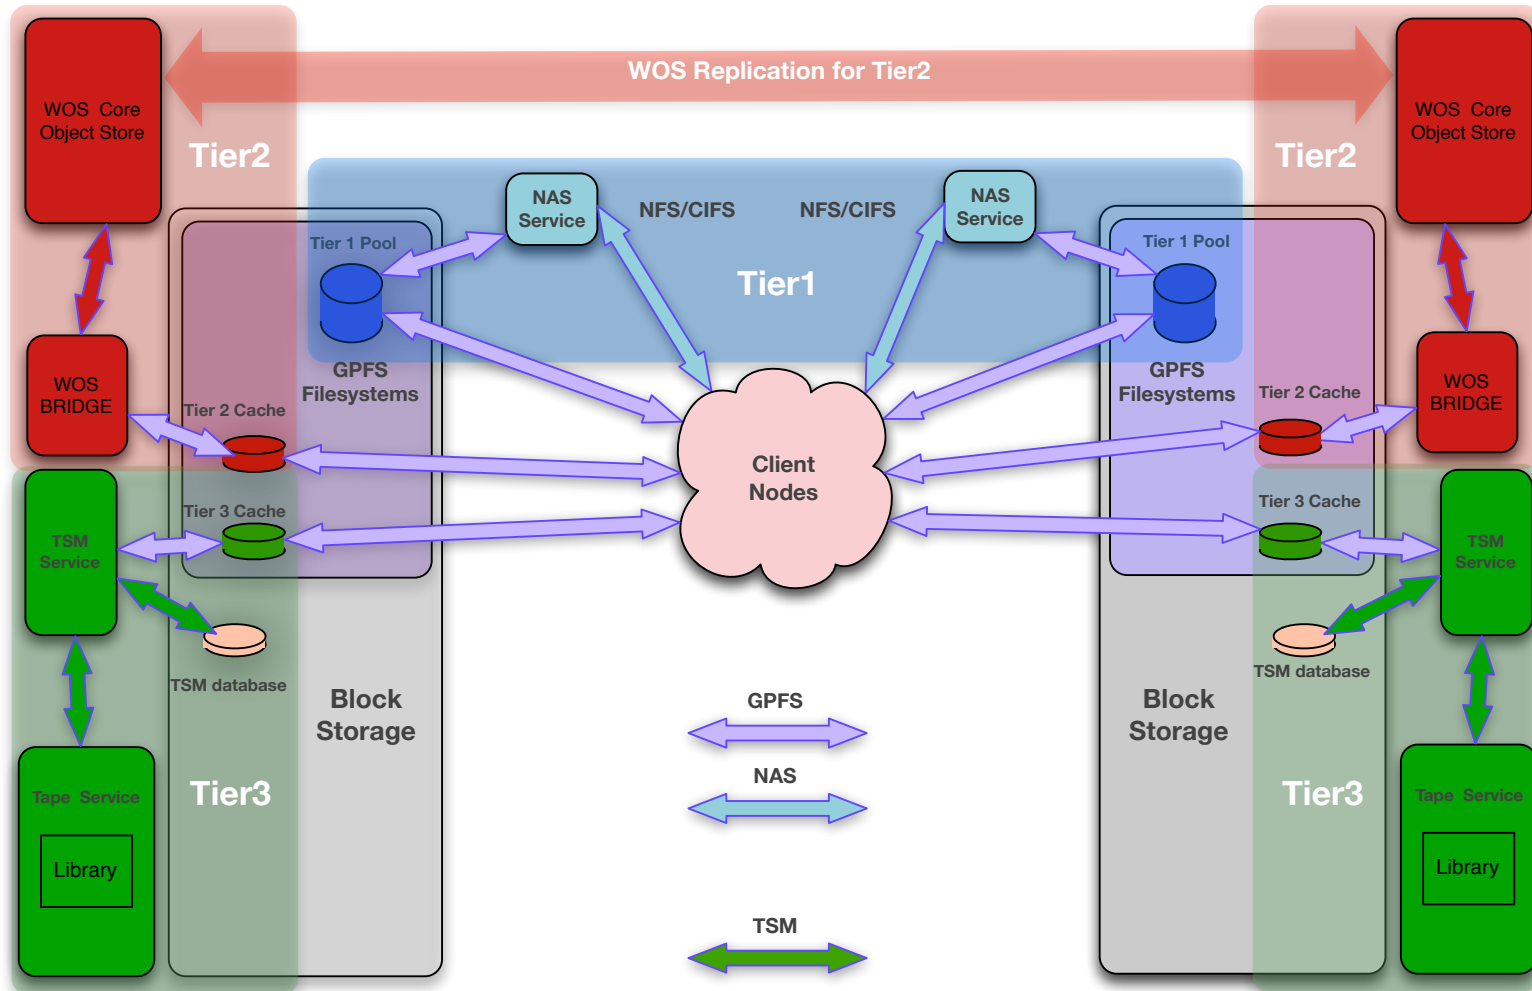 WOS Replication for Tier2
WOS Core
Object Store
Tier2
WOS Core
Object Store
Tier2
NAS
Service
NFS/CIFS
NFS/CIFS
NAS
Service
Tier 1 Pool
Tier1
Tier 1 Pool
GPFS
Filesystems
GPFS
Filesystems
WOS
BRIDGE
Tier 2 Cache
Tier 2 Cache
WOS
BRIDGE
Client
Nodes
Tier 3 Cache
Tier 3 Cache
TSM
Service
TSM
Service
TSM database
TSM database
Block
Storage
GPFS
Block
Storage
NAS
Tier3
Tier3
Tape Service
Library
Tape Service
Library
TSM